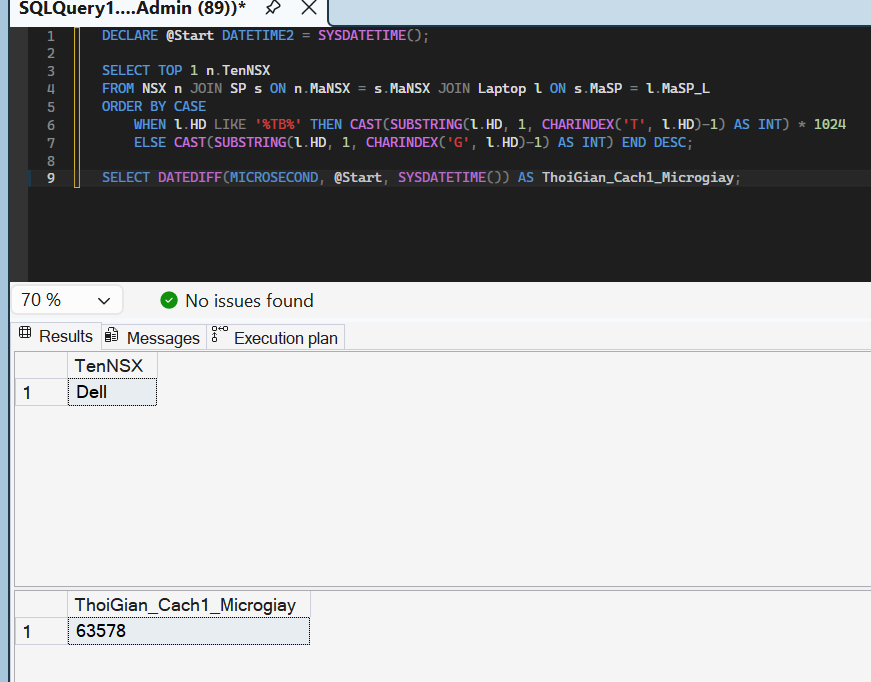 SQLQuery1....Admin (89))*
1 DECLARE @Start DATETIME2 = SYSDATETIME();
2
3 SELECT TOP 1 n.TenNSX
4 FROM NSX n JOIN SP s ON n.MaNSX = s.MaNSX JOIN Laptop l ON s.MaSP = l.MaSP_L
5 ORDER BY CASE
6 WHEN l.HD LIKE '%TB%' THEN CAST(SUBSTRING(l.HD, 1, CHARINDEX('T', l.HD)-1) AS INT) * 1024
7 ELSE CAST(SUBSTRING(l.HD, 1, CHARINDEX('G', l.HD)-1) AS INT) END DESC;
8
9 SELECT DATEDIFF(MICROSECOND, @Start, SYSDATETIME()) AS ThoiGian_Cach1_Microgiay;
70 % No issues found
Results Messages Execution plan
TenNSX
1 Dell
ThoiGian_Cach1_Microgiay
1 63578